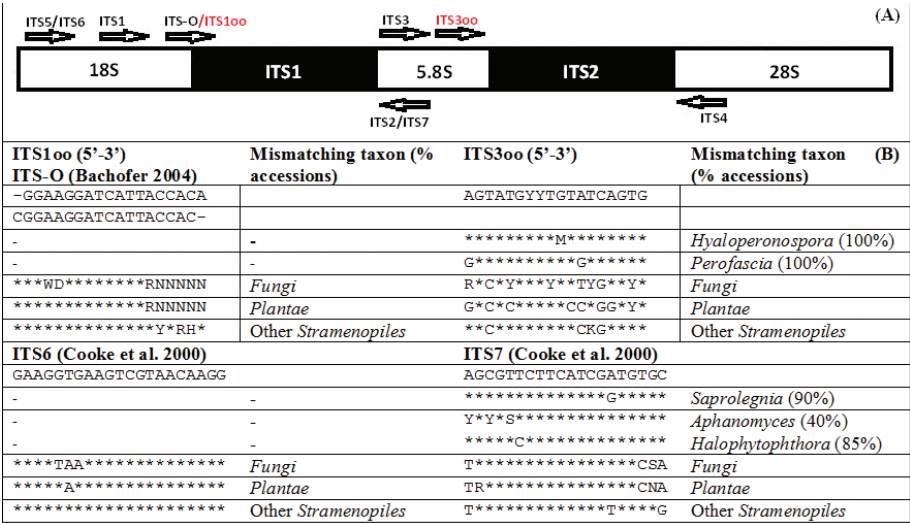 (A)
ITS5/ITS6 ITS1 ITS-O/ITS1oo ITS3 ITS3oo
18S ITS1 5.8S ITS2 28S
ITS2/ITS7 ITS4
ITS1oo (5’-3’) Mismatching taxon (% ITS3oo (5’-3’) Mismatching taxon (B)
ITS-O (Bachofer 2004) accessions) (% accessions)
–GGAAGGATCATTACCACA AGTATGYYTGTATCAGTG
CGGAAGGATCATTACCAC–
- - *********M******** Hyaloperonospora (100%)
- - G**********G****** Perofascia (100%)
***WD********RNNNNN Fungi R*C*Y***Y**TYG**Y* Fungi
*************RNNNNN Plantae G*C*C*****CC*GG*Y* Plantae
**************Y*RH* Other Stramenopiles **C********CKG**** Other Stramenopiles
ITS6 (Cooke et al. 2000) ITS7 (Cooke et al. 2000)
GAAGGTGAAGTCGTAACAAGG AGCGTTCTTCATCGATGTGC
- - **************G***** Saprolegnia (90%)
- - Y*Y*S*************** Aphanomyces (40%)
- - *****C************** Halophytophthora (85%)
****TAA************** Fungi T****************CSA Fungi
*****A*************** Plantae TR***************CNA Plantae
********************* Other Stramenopiles T*************T****G Other Stramenopiles